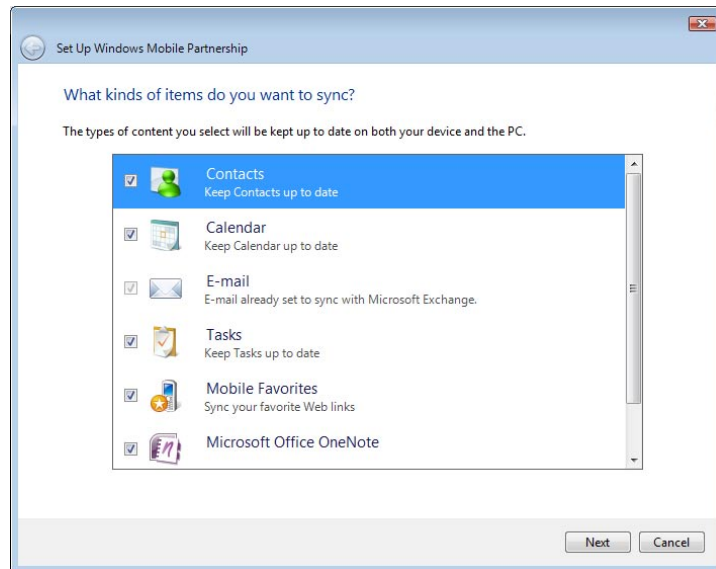 Set Up Windows Mobile Partnership
What kinds of items do you want to sync?
The types of content you select will be kept up to date on both your device and the PC.
Contacts
Keep Contacts up to date
Calendar
Keep Calendar up to date
E-mail
E-mail already set to sync with Microsoft Exchange.
Tasks
Keep Tasks up to date
Mobile Favorites
Sync your favorite Web links
Microsoft Office OneNote
Next Cancel